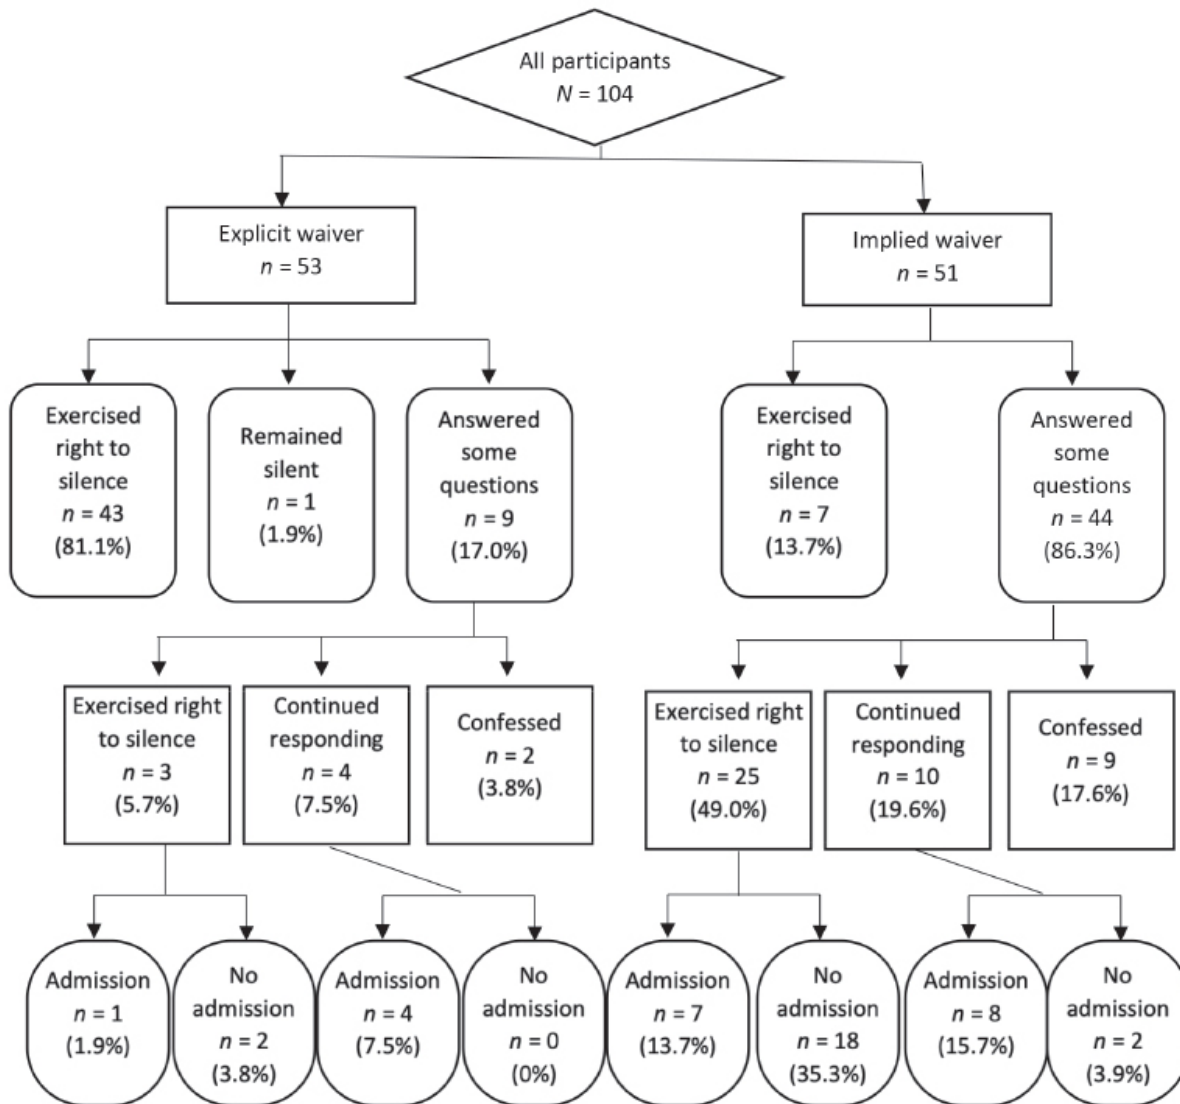 All participants
N = 104
Explicit waiver
n = 53
Implied waiver
n = 51
Exercised
right to
silence
n = 43
(81.1%)
Remained
silent
n = 1
(1.9%)
Answered
some
questions
n = 9
(17.0%)
Exercised
right to
silence
n = 7
(13.7%)
Answered
some
questions
n = 44
(86.3%)
Exercised right
to silence
n = 3
(5.7%)
Continued
responding
n = 4
(7.5%)
Confessed
n = 2
(3.8%)
Exercised right
to silence
n = 25
(49.0%)
Continued
responding
n = 10
(19.6%)
Confessed
n = 9
(17.6%)
Admission
n = 1
(1.9%)
No
admission
n = 2
(3.8%)
Admission
n = 4
(7.5%)
No
admission
n = 0
(0%)
Admission
n = 7
(13.7%)
No
admission
n = 18
(35.3%)
Admission
n = 8
(15.7%)
No
admission
n = 2
(3.9%)